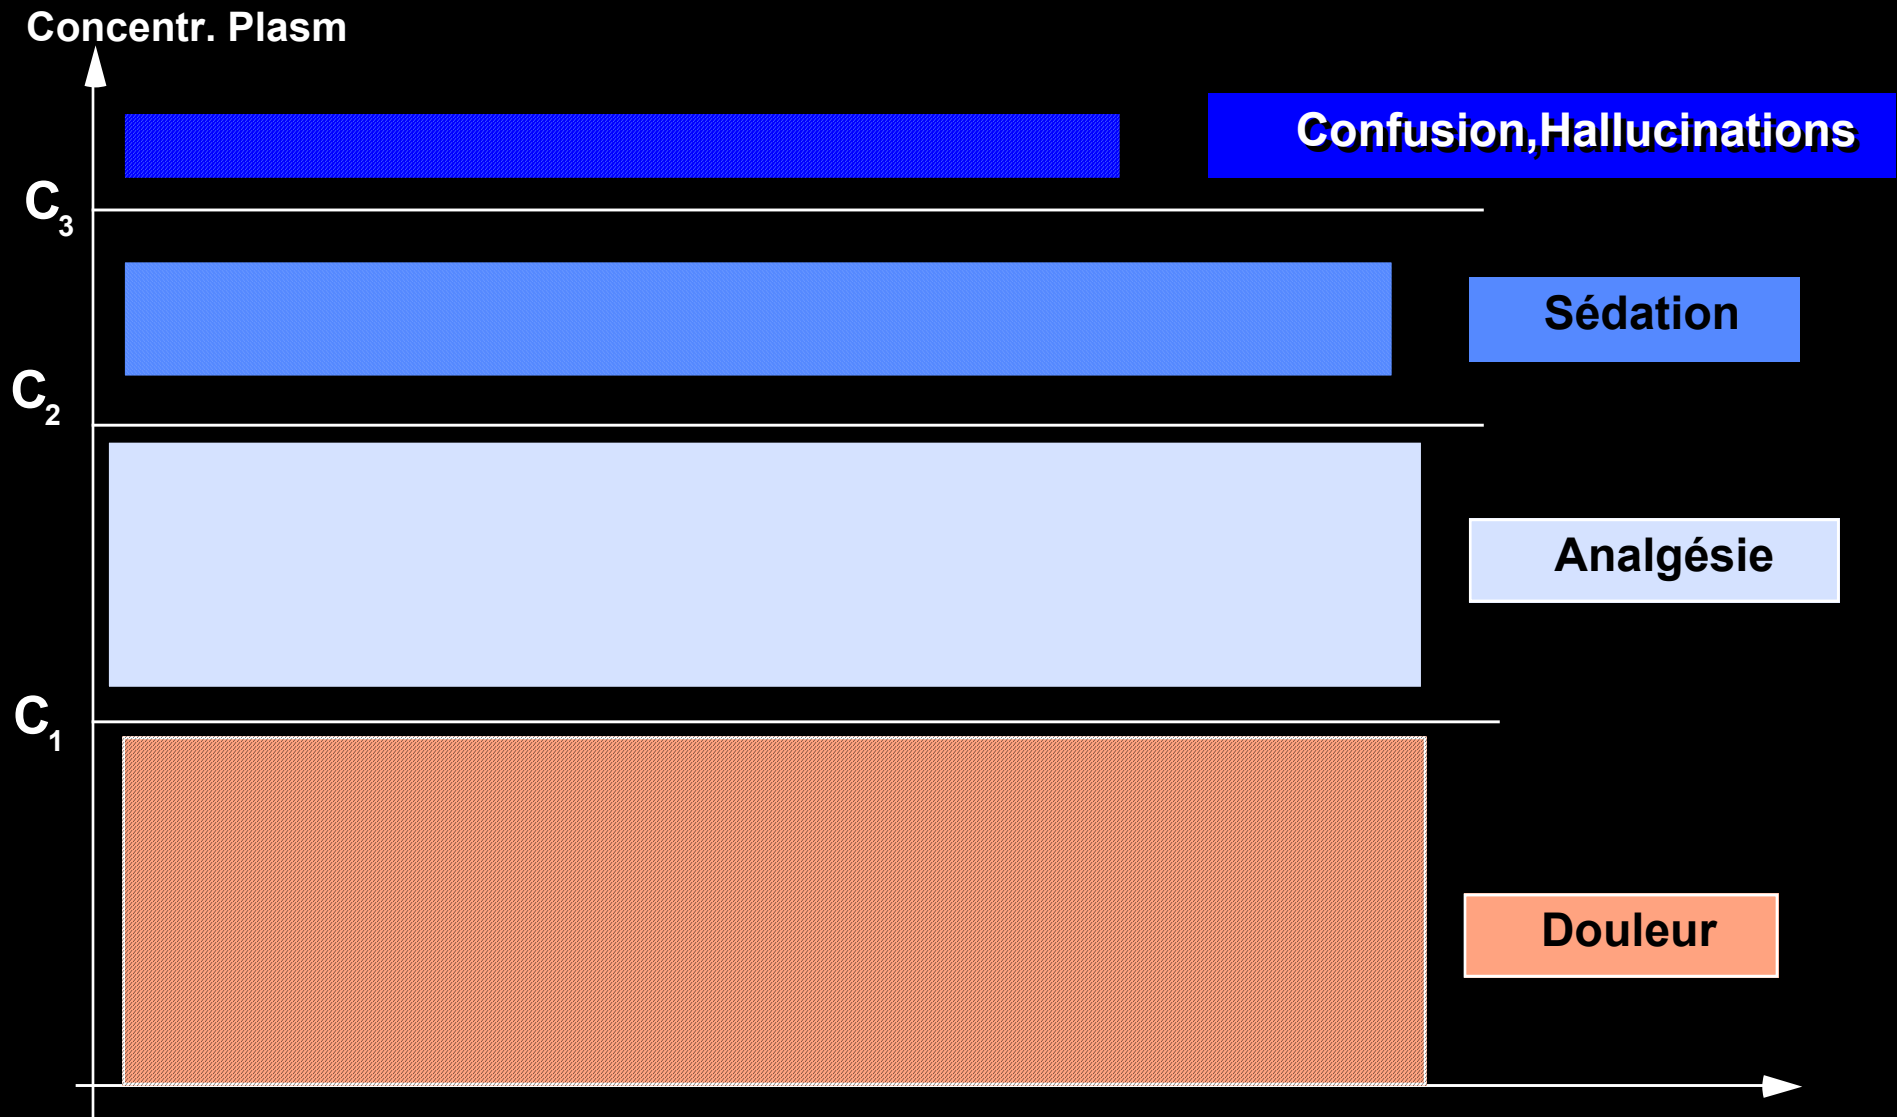 Concentr. Plasm
Confusion,Hallucinations
C3
Sédation
C2
Analgésie
C1
Douleur